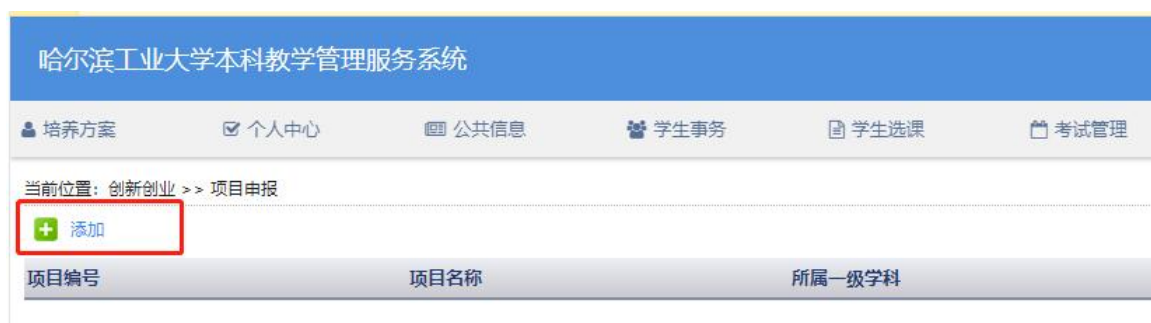 哈尔滨工业大学本科教学管理服务系统
培养方案 个人中心 公共信息 学生事务 学生选课 考试管理
当前位置：创新创业 >> 项目申报
添加
项目编号 项目名称 所属一级学科